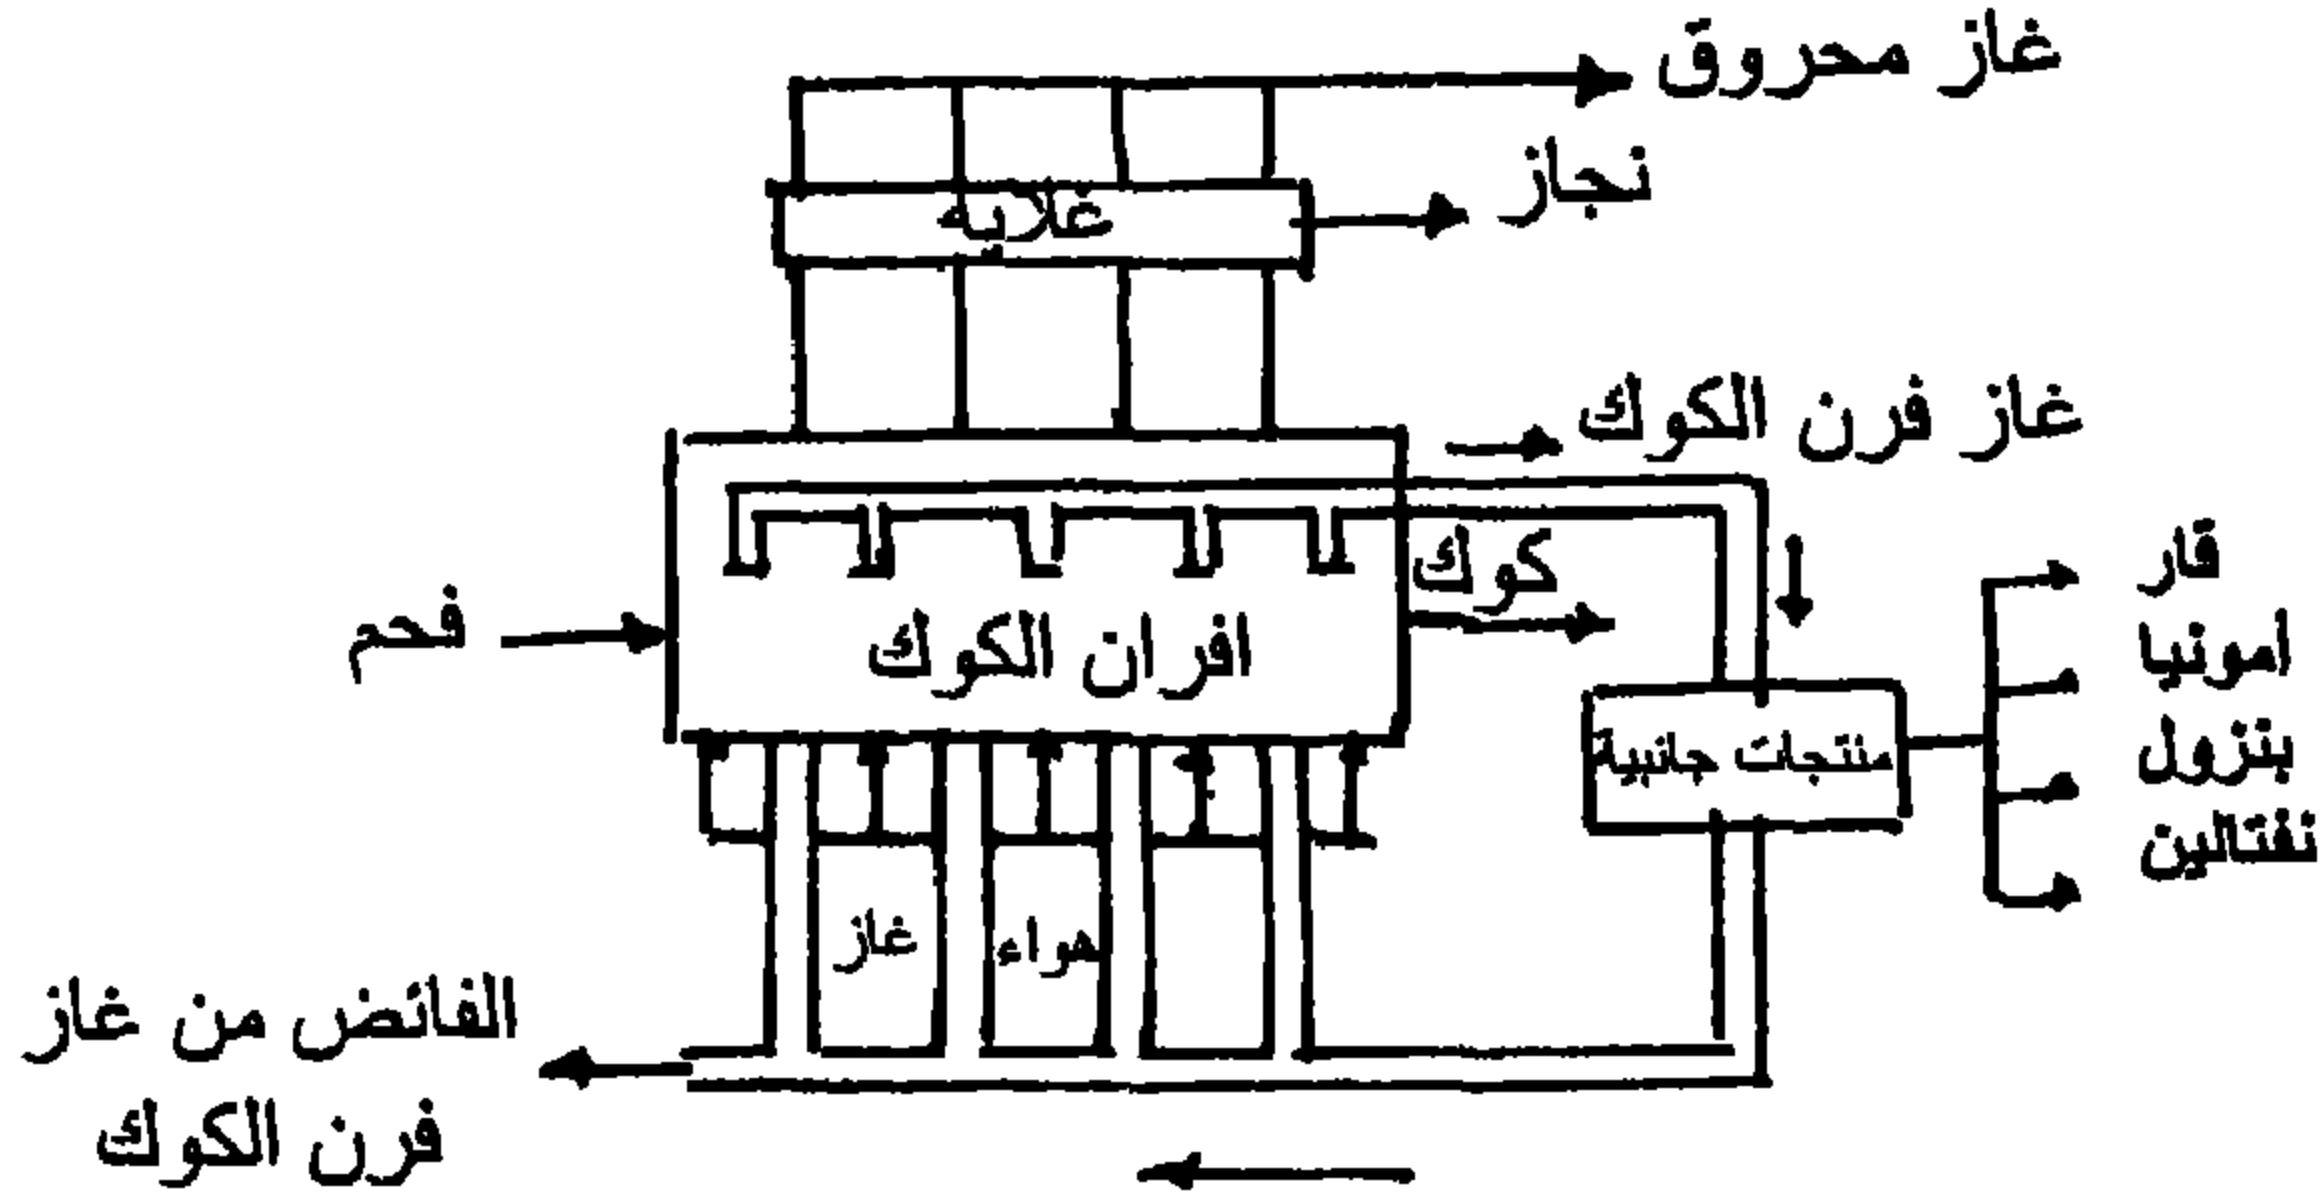 غاز محروق
نجاز
غلايه
غاز فرن الكوك
كوك
قار
امونيا
بنزول
نفتالين
فحم
افران الكوك
منتجات جانبية
غاز
هواء
الفائض من غاز
فرن الكوك